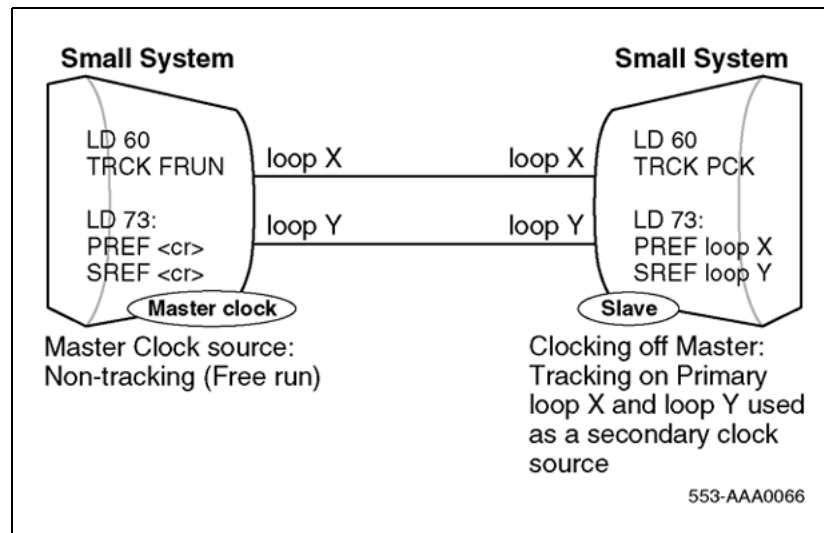 Small System
LD 60
TRCK FRUN
LD 73:
PREF <cr>
SREF <cr>
Master clock
Master Clock source:
Non-tracking (Free run)
loop X
loop X
loop Y
loop Y
Small System
LD 60
TRCK PCK
LD 73:
PREF loop X
SREF loop Y
Slave
Clocking off Master:
Tracking on Primary
loop X and loop Y used
as a secondary clock
source
553-AAA0066